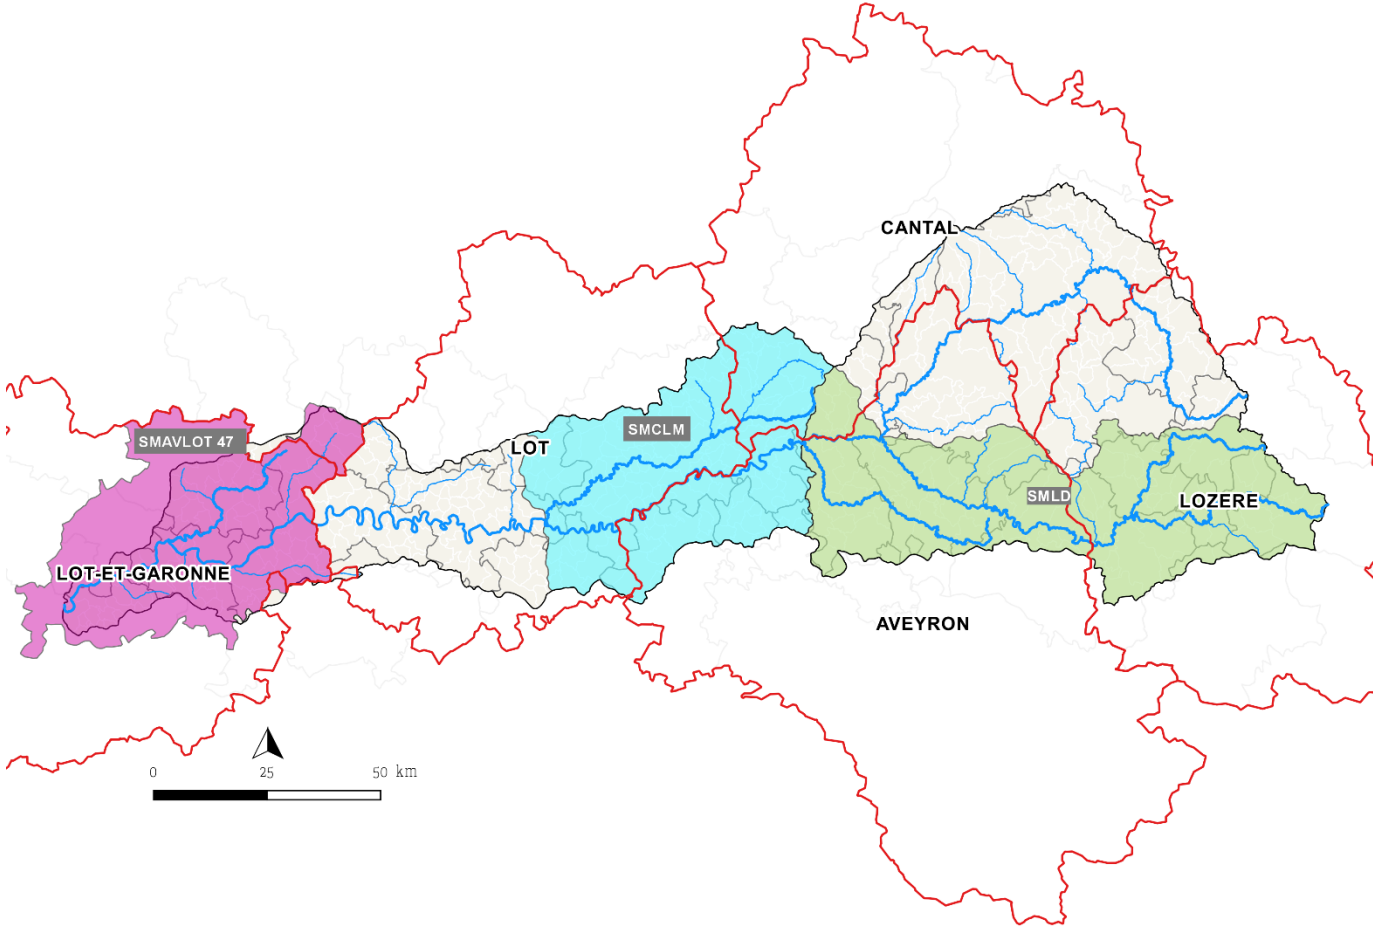 CANTAL
SMCLM
SMAVLOT 47
LOT
SMLD
LOZERE
LOT-ET-GARONNE
AVEYRON
0 25 50 km